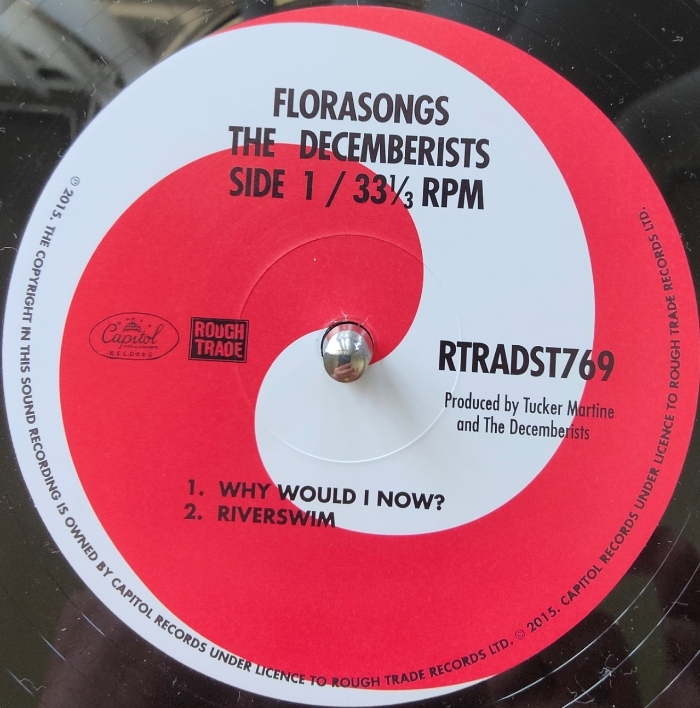 FLORASONGS
THE DECEMBERISTS
SIDE 1 / 33⅓ RPM
Capitol
RECORDS
ROUGH
TRADE
RTRADST769
Produced by Tucker Martine
and The Decemberists
1. WHY WOULD I NOW?
2. RIVERSWIM
℗ 2015. THE COPYRIGHT IN THIS SOUND RECORDING IS OWNED BY CAPITOL RECORDS UNDER LICENCE TO ROUGH TRADE RECORDS LTD. © 2015. CAPITOL RECORDS UNDER LICENCE TO ROUGH TRADE RECORDS LTD.